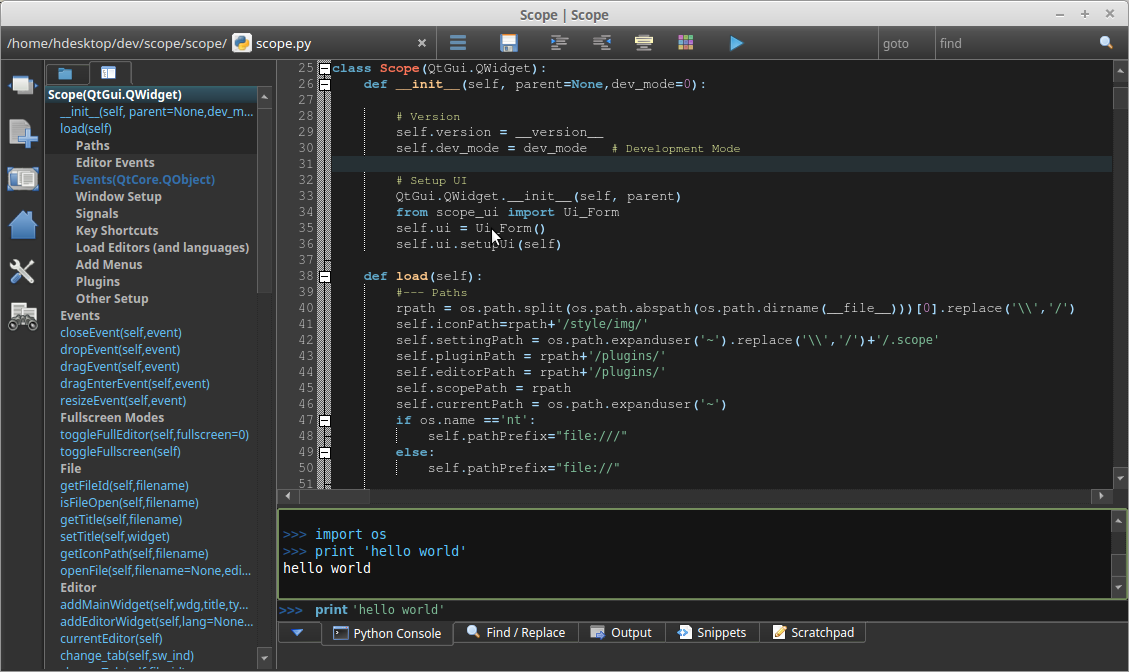 Scope | Scope
/home/hdesktop/dev/scope/scope/ scope.py
goto
find
Scope(QtGui.QWidget)
__init__(self, parent=None,dev_m...
load(self)
Paths
Editor Events
Events(QtCore.QObject)
Window Setup
Signals
Key Shortcuts
Load Editors (and languages)
Add Menus
Plugins
Other Setup
Events
closeEvent(self,event)
dropEvent(self,event)
dragEvent(self,event)
dragEnterEvent(self,event)
resizeEvent(self,event)
Fullscreen Modes
toggleFullEditor(self,fullscreen=0)
toggleFullscreen(self)
File
getFileId(self,filename)
isFileOpen(self,filename)
getTitle(self,filename)
setTitle(self,widget)
getIconPath(self,filename)
openFile(self,filename=None,edi...
Editor
addMainWidget(self,wdg,title,ty...
addEditorWidget(self,lang=None...
currentEditor(self)
change_tab(self,sw_ind)
25 class Scope(QtGui.QWidget):
26     def __init__(self, parent=None,dev_mode=0):
27
28         # Version
29         self.version = __version__
30         self.dev_mode = dev_mode   # Development Mode
31
32         # Setup UI
33         QtGui.QWidget.__init__(self, parent)
34         from scope_ui import Ui_Form
35         self.ui = Ui_Form()
36         self.ui.setupUi(self)
37
38     def load(self):
39         #--- Paths
40         rpath = os.path.split(os.path.abspath(os.path.dirname(__file__)))[0].replace('\\','/')
41         self.iconPath=rpath+'/style/img/'
42         self.settingPath = os.path.expanduser('~').replace('\\','/')+'/.scope'
43         self.pluginPath = rpath+'/plugins/'
44         self.editorPath = rpath+'/plugins/'
45         self.scopePath = rpath
46         self.currentPath = os.path.expanduser('~')
47         if os.name =='nt':
48             self.pathPrefix="file:///"
49         else:
50             self.pathPrefix="file://"
51
>>> import os
>>> print 'hello world'
hello world
>>> print 'hello world'
Python Console
Find / Replace
Output
Snippets
Scratchpad